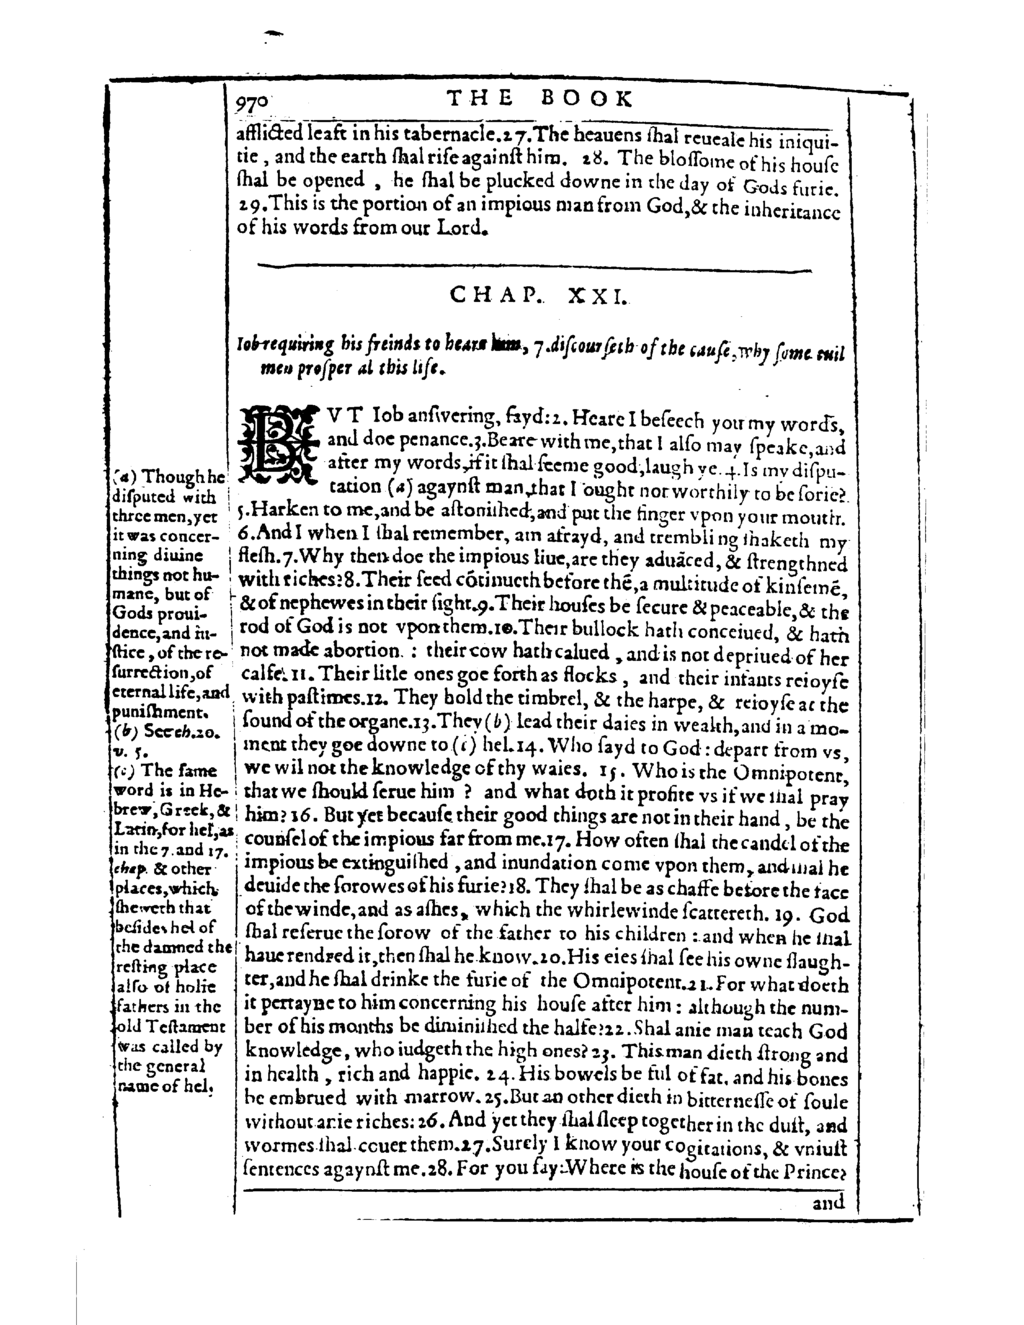 970 THE BOOK
afflicted leaſt in his tabernacle.27.The heauens ſhal reueale his iniqui-
tie , and the earth ſhal riſe againſt him. 28. The bloſſome of his houſe
ſhal be opened , he ſhal be plucked downe in the day of Gods furie.
29.This is the portion of an impious man from God,& the inheritance
of his words from our Lord.
CHAP. XXI.
Iob requiring his freinds to heare him, 7.diſcourſeth of the cauſe, why ſome euil
men proſper al this life.
BVT Iob anſwering, ſayd:2. Heare I beſeech you my words,
and doe penance.3.Beare with me,that I alſo may ſpeake,and
after my words,if it ſhal ſeeme good,laugh ye.4.Is my diſpu-
tation (a) agaynſt man,that I ought not worthily to be ſorie?
5.Harken to me,and be aſtoniſhed,and put the finger vpon your mouth.
6.And I when I ſhal remember, am afrayd, and trembling ſhaketh my
fleſh.7.Why then doe the impious liue,are they aduāced, & ſtrengthned
with riches?8.Their ſeed cōtinueth before thē,a multitude of kinſemē,
& of nephewes in their ſight.9.Their houſes be ſecure & peaceable,& the
rod of God is not vpon them.10.Their bullock hath conceiued, & hath
not made abortion. : their cow hath calued , and is not depriued of her
calfe.11. Their litle ones goe forth as flocks , and their infants reioyſe
with paſtimes.12. They hold the timbrel, & the harpe, & reioyſe at the
ſound of the organe.13.They (b) lead their daies in wealth,and in a mo-
ment they goe downe to (c) hel.14. Who ſayd to God : depart from vs,
we wil not the knowledge of thy waies. 15. Who is the Omnipotent,
that we ſhould ſerue him ? and what doth it profite vs if we ſhal pray
him? 16. But yet becauſe their good things are not in their hand , be the
counſel of the impious far from me.17. How often ſhal the candel of the
impious be extinguiſhed , and inundation come vpon them, and ſhal he
deuide the ſorowes of his furie?18. They ſhal be as chaffe before the face
of the winde,and as aſhes, which the whirlewinde ſcattereth. 19. God
ſhal reſerue the ſorow of the father to his children : and when he ſhal
haue rendred it,then ſhal he know.20.His eies ſhal ſee his owne ſlaugh-
ter,and he ſhal drinke the furie of the Omnipotent.21.For what doeth
it pertayne to him concerning his houſe after him : although the num-
ber of his months be diminiſhed the halfe?22.Shal anie man teach God
knowledge, who iudgeth the high ones? 23. This man dieth ſtrong and
in health , rich and happie. 24. His bowels be ful of fat, and his bones
be embrued with marrow. 25.But an other dieth in bitterneſſe of ſoule
without anie riches: 26. And yet they ſhal ſleep together in the duſt, and
wormes ſhal couer them.27.Surely I know your cogitations, & vniuſt
ſentences agaynſt me.28. For you ſay:Where is the houſe of the Prince?
and
(a) Though he
diſputed with
three men,yet
it was concer-
ning diuine
things not hu-
mane, but of
Gods proui-
dence,and iu-
ſtice , of the re-
ſurrection,of
eternal life,and
puniſhment.
(b) See ch.20.
v. 5.
(c) The ſame
word is in He-
brew,Greek,&
Latin,for hel,as
in the 7. and 17.
chap. & other
places,which
ſheweth that
beſides hel of
the damned the
reſting place
alſo of holie
fathers in the
old Teſtament
was called by
the general
name of hel.